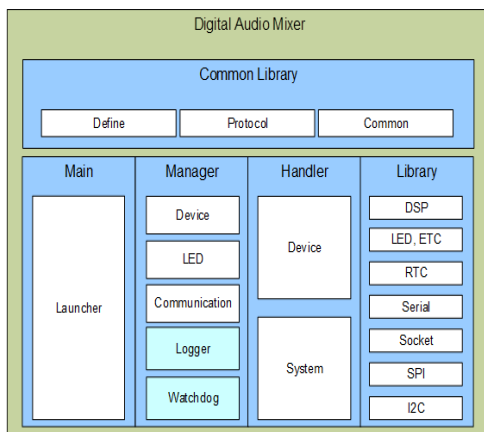 Digital Audio Mixer
Common Library
Define
Protocol
Common
Main
Launcher
Manager
Device
LED
Communication
Logger
Watchdog
Handler
Device
System
Library
DSP
LED, ETC
RTC
Serial
Socket
SPI
I2C